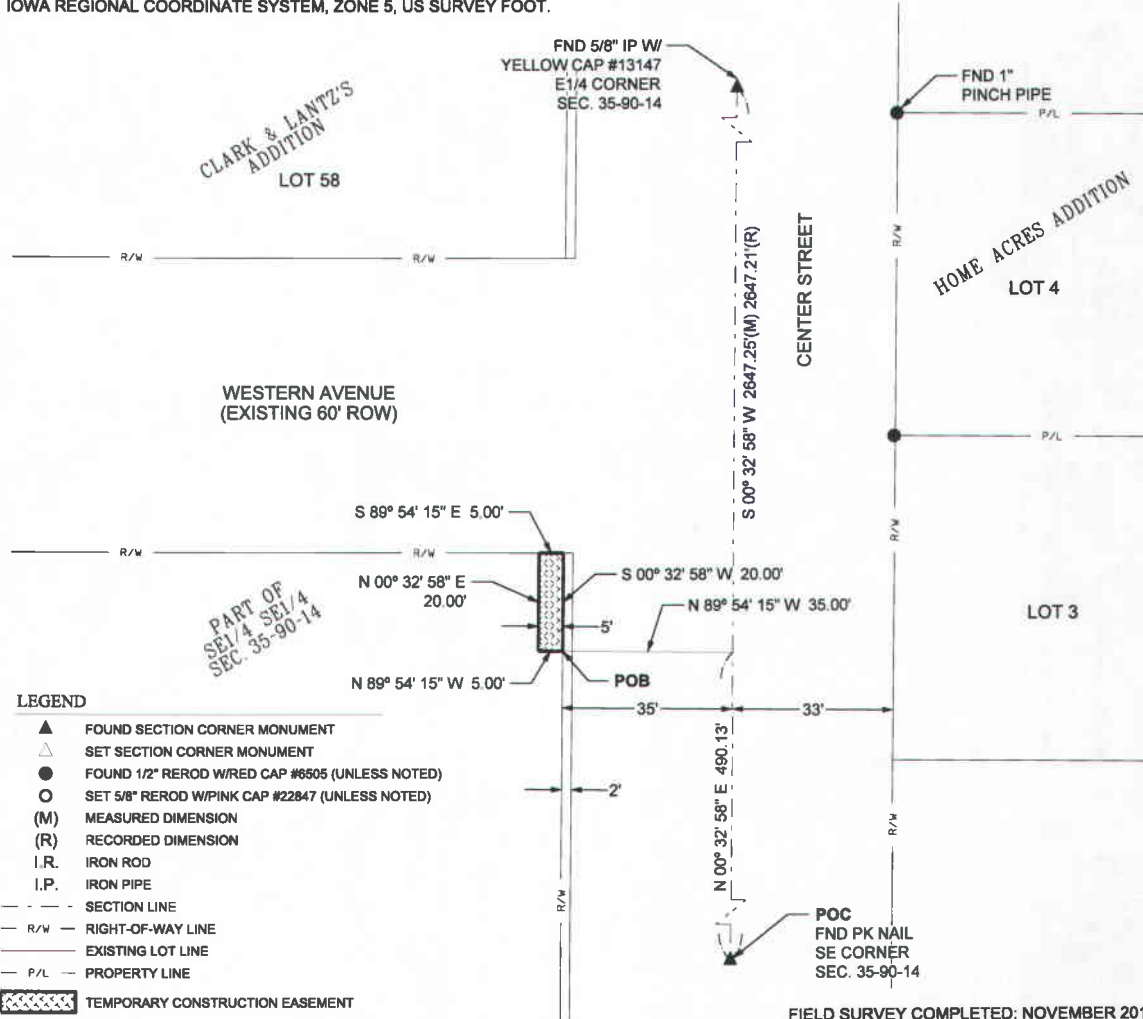 IOWA REGIONAL COORDINATE SYSTEM, ZONE 5, US SURVEY FOOT.
FND 5/8" IP W/
YELLOW CAP #13147
E1/4 CORNER
SEC. 35-90-14
FND 1"
PINCH PIPE
P/L
CLARK & LANTZ'S
ADDITION
LOT 58
R/W
R/W
R/W
HOME ACRES ADDITION
LOT 4
CENTER STREET
S 00° 32' 58" W 2647.25'(M) 2647.21'(R)
WESTERN AVENUE
(EXISTING 60' ROW)
P/L
S 89° 54' 15" E 5.00'
R/W
R/W
R/W
N 00° 32' 58" E
20.00'
S 00° 32' 58" W 20.00'
N 89° 54' 15" W 35.00'
PART OF
SE1/4 SE1/4
SEC. 35-90-14
5'
LOT 3
N 89° 54' 15" W 5.00'
POB
35'
33'
N 00° 32' 58" E 490.13'
2'
R/W
R/W
POC
FND PK NAIL
SE CORNER
SEC. 35-90-14
LEGEND
FOUND SECTION CORNER MONUMENT
SET SECTION CORNER MONUMENT
FOUND 1/2" REROD W/RED CAP #6505 (UNLESS NOTED)
SET 5/8" REROD W/PINK CAP #22847 (UNLESS NOTED)
(M) MEASURED DIMENSION
(R) RECORDED DIMENSION
I.R. IRON ROD
I.P. IRON PIPE
SECTION LINE
R/W RIGHT-OF-WAY LINE
EXISTING LOT LINE
P/L PROPERTY LINE
TEMPORARY CONSTRUCTION EASEMENT
FIELD SURVEY COMPLETED: NOVEMBER 201